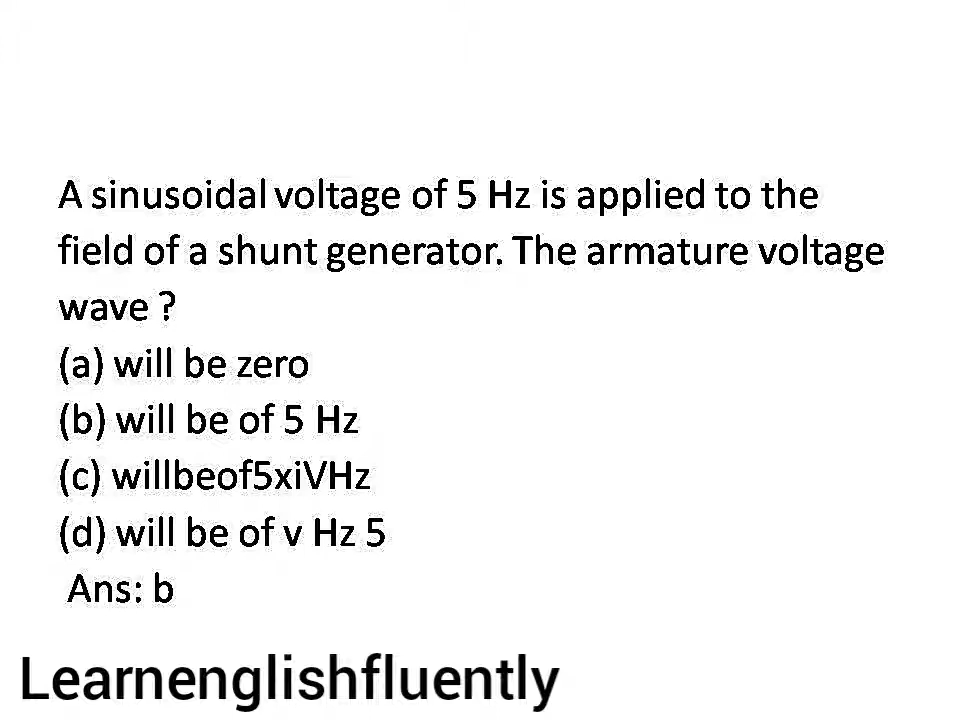 A sinusoidal voltage of 5 Hz is applied to the
field of a shunt generator. The armature voltage
wave ?
(a) will be zero
(b) will be of 5 Hz
(c) willbeof5xiVHz
(d) will be of v Hz 5
Ans: b
Learnenglishfluently